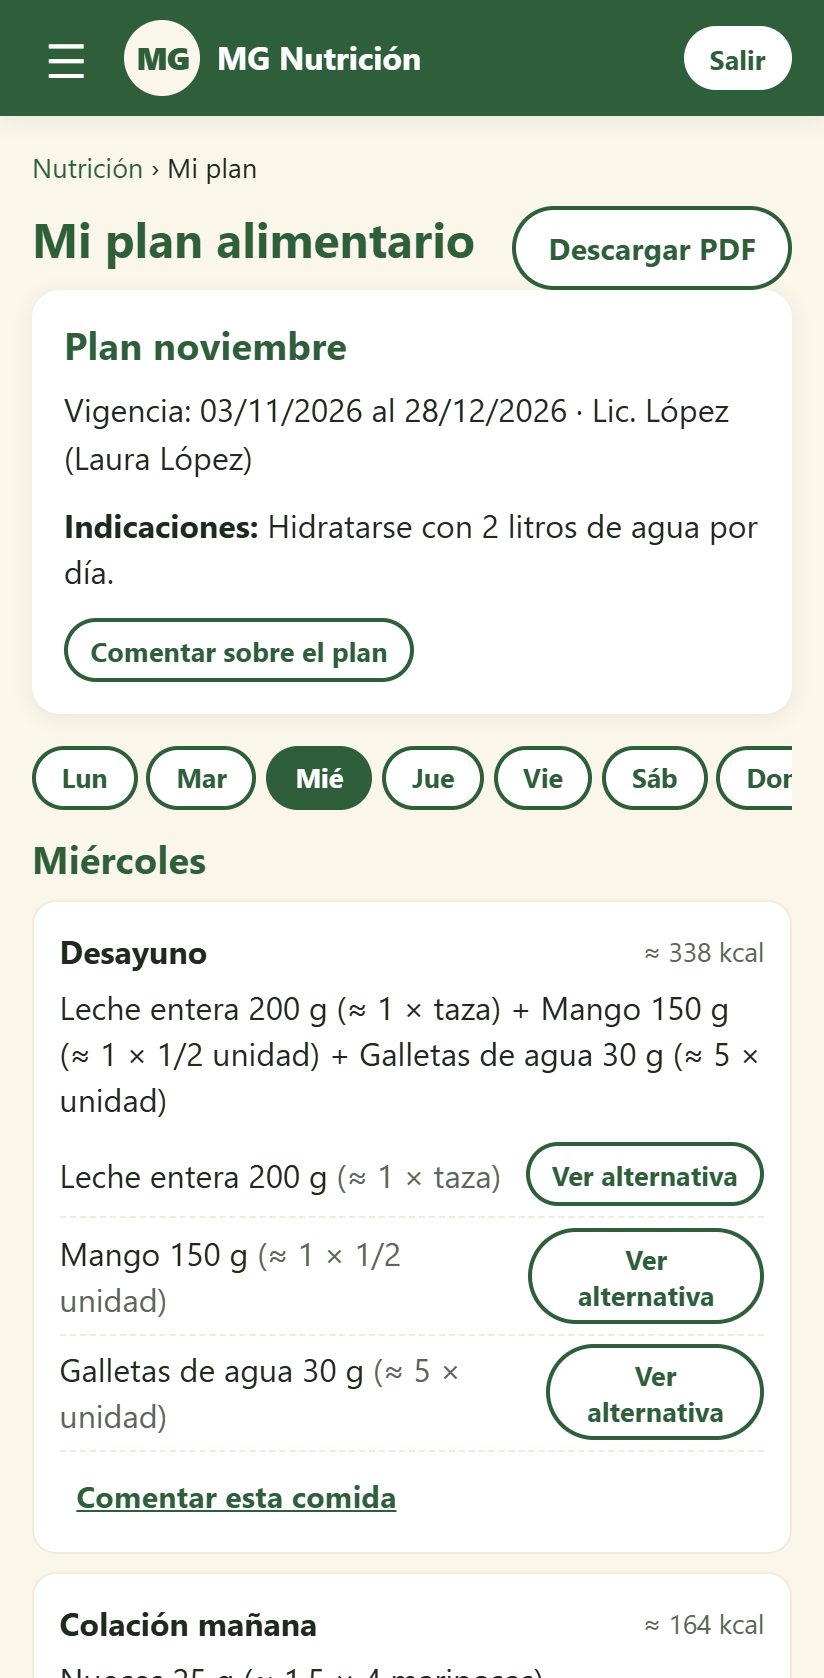 MG MG Nutrición Salir
Nutrición › Mi plan
Mi plan alimentario Descargar PDF
Plan noviembre
Vigencia: 03/11/2026 al 28/12/2026 · Lic. López
(Laura López)
Indicaciones: Hidratarse con 2 litros de agua por
día.
Comentar sobre el plan
Lun Mar Mié Jue Vie Sáb
Miércoles
Desayuno ≈ 338 kcal
Leche entera 200 g (≈ 1 × taza) + Mango 150 g
(≈ 1 × 1/2 unidad) + Galletas de agua 30 g (≈ 5 ×
unidad)
Leche entera 200 g (≈ 1 × taza) Ver alternativa
Mango 150 g (≈ 1 × 1/2
unidad)
Ver
alternativa
Galletas de agua 30 g (≈ 5 ×
unidad)
Ver
alternativa
Comentar esta comida
Colación mañana ≈ 164 kcal